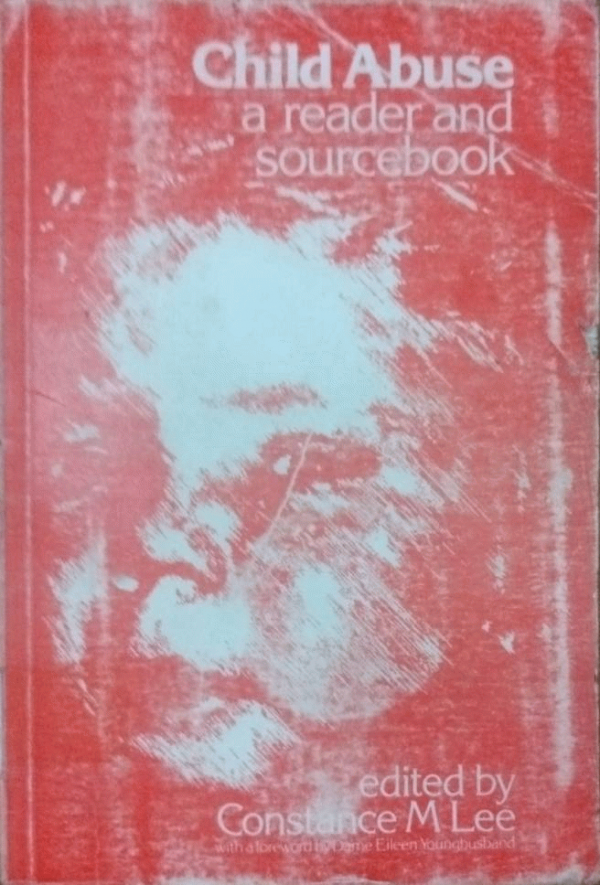 Child Abuse
a reader and
sourcebook
edited by
Constance M Lee
with a foreword by Dame Eileen Younghusband